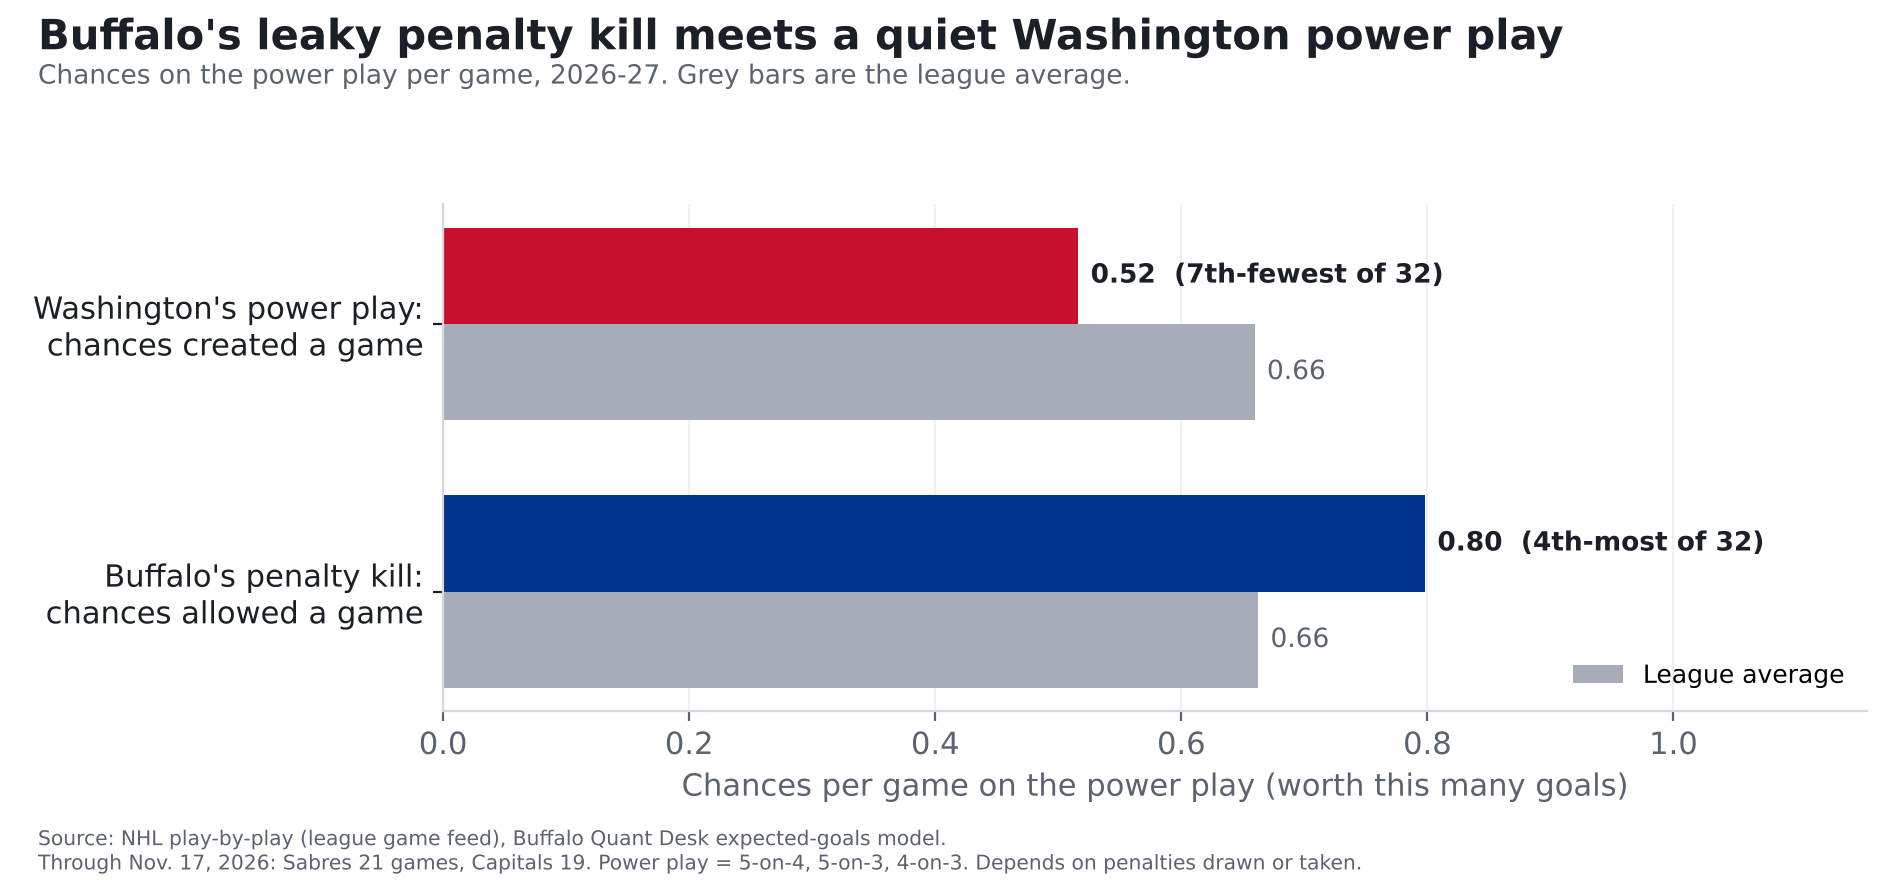 Buffalo's leaky penalty kill meets a quiet Washington power play
Chances on the power play per game, 2026-27. Grey bars are the league average.
Washington's power play:
chances created a game
0.52 (7th-fewest of 32)
0.66
Buffalo's penalty kill:
chances allowed a game
0.80 (4th-most of 32)
0.66
League average
0.0 0.2 0.4 0.6 0.8 1.0
Chances per game on the power play (worth this many goals)
Source: NHL play-by-play (league game feed), Buffalo Quant Desk expected-goals model.
Through Nov. 17, 2026: Sabres 21 games, Capitals 19. Power play = 5-on-4, 5-on-3, 4-on-3. Depends on penalties drawn or taken.